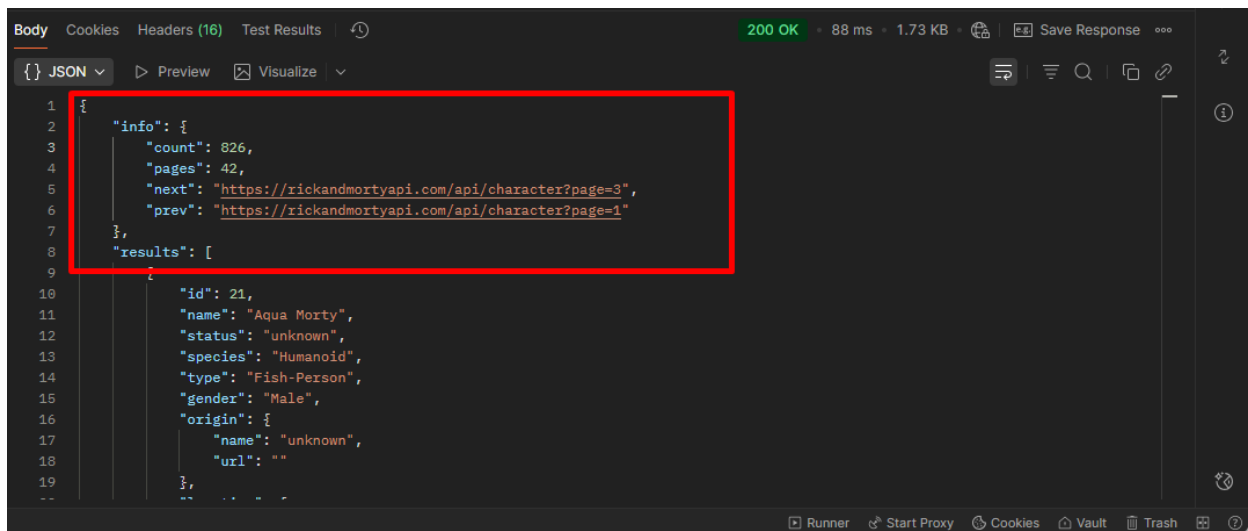 Body Cookies Headers (16) Test Results
200 OK • 88 ms • 1.73 KB • e.g. Save Response
{} JSON Preview Visualize
1 {
2 "info": {
3 "count": 826,
4 "pages": 42,
5 "next": "https://rickandmortyapi.com/api/character?page=3",
6 "prev": "https://rickandmortyapi.com/api/character?page=1"
7 },
8 "results": [
9 {
10 "id": 21,
11 "name": "Aqua Morty",
12 "status": "unknown",
13 "species": "Humanoid",
14 "type": "Fish-Person",
15 "gender": "Male",
16 "origin": {
17 "name": "unknown",
18 "url": ""
19 },
Runner Start Proxy Cookies Vault Trash